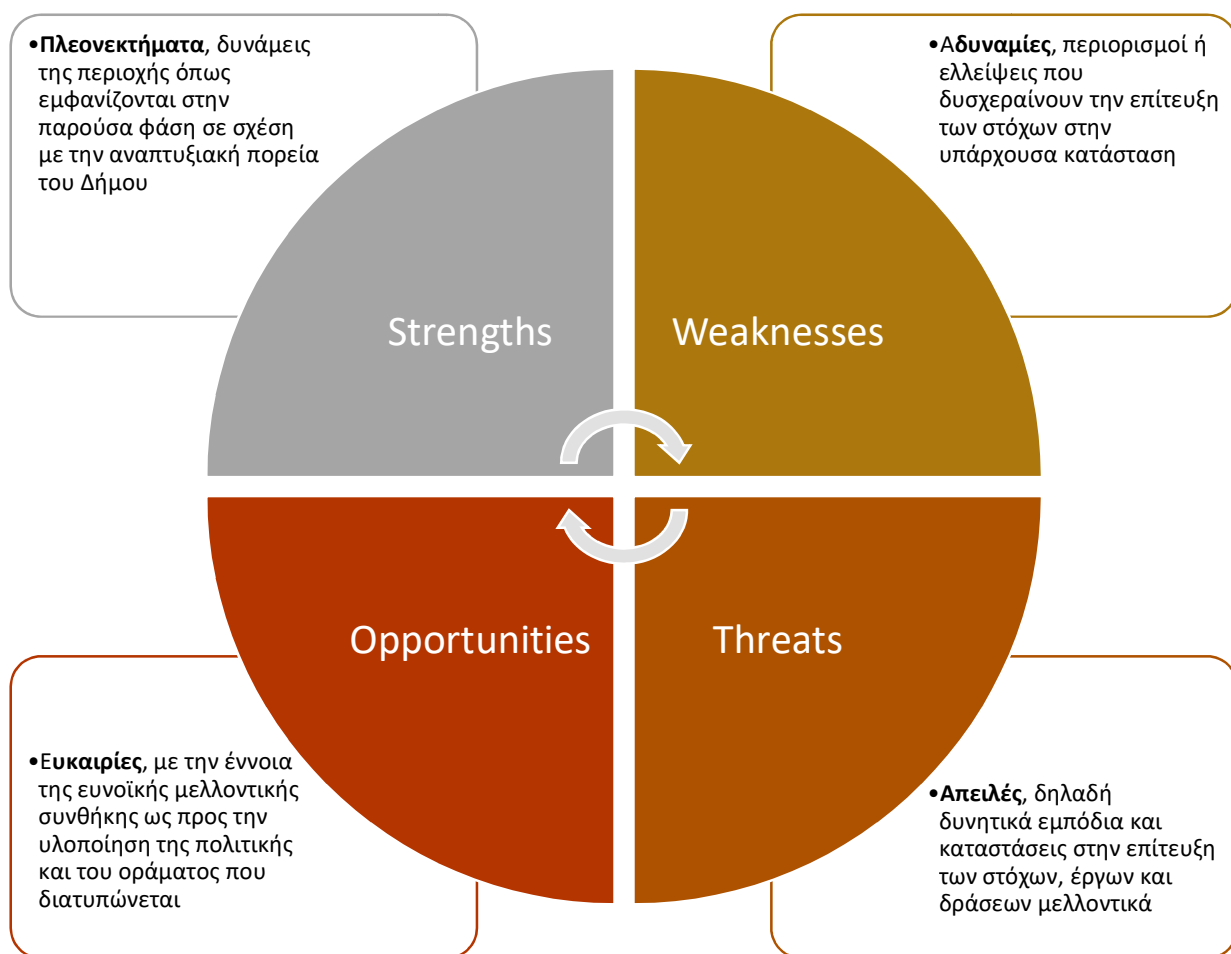 •Πλεονεκτήματα, δυνάμεις
της περιοχής όπως
εμφανίζονται στην
παρούσα φάση σε σχέση
με την αναπτυξιακή πορεία
του Δήμου
•Αδυναμίες, περιορισμοί ή
ελλείψεις που
δυσχεραίνουν την επίτευξη
των στόχων στην
υπάρχουσα κατάσταση
Strengths
Weaknesses
Opportunities
Threats
•Ευκαιρίες, με την έννοια
της ευνοϊκής μελλοντικής
συνθήκης ως προς την
υλοποίηση της πολιτικής
και του οράματος που
διατυπώνεται
•Απειλές, δηλαδή
δυνητικά εμπόδια και
καταστάσεις στην επίτευξη
των στόχων, έργων και
δράσεων μελλοντικά